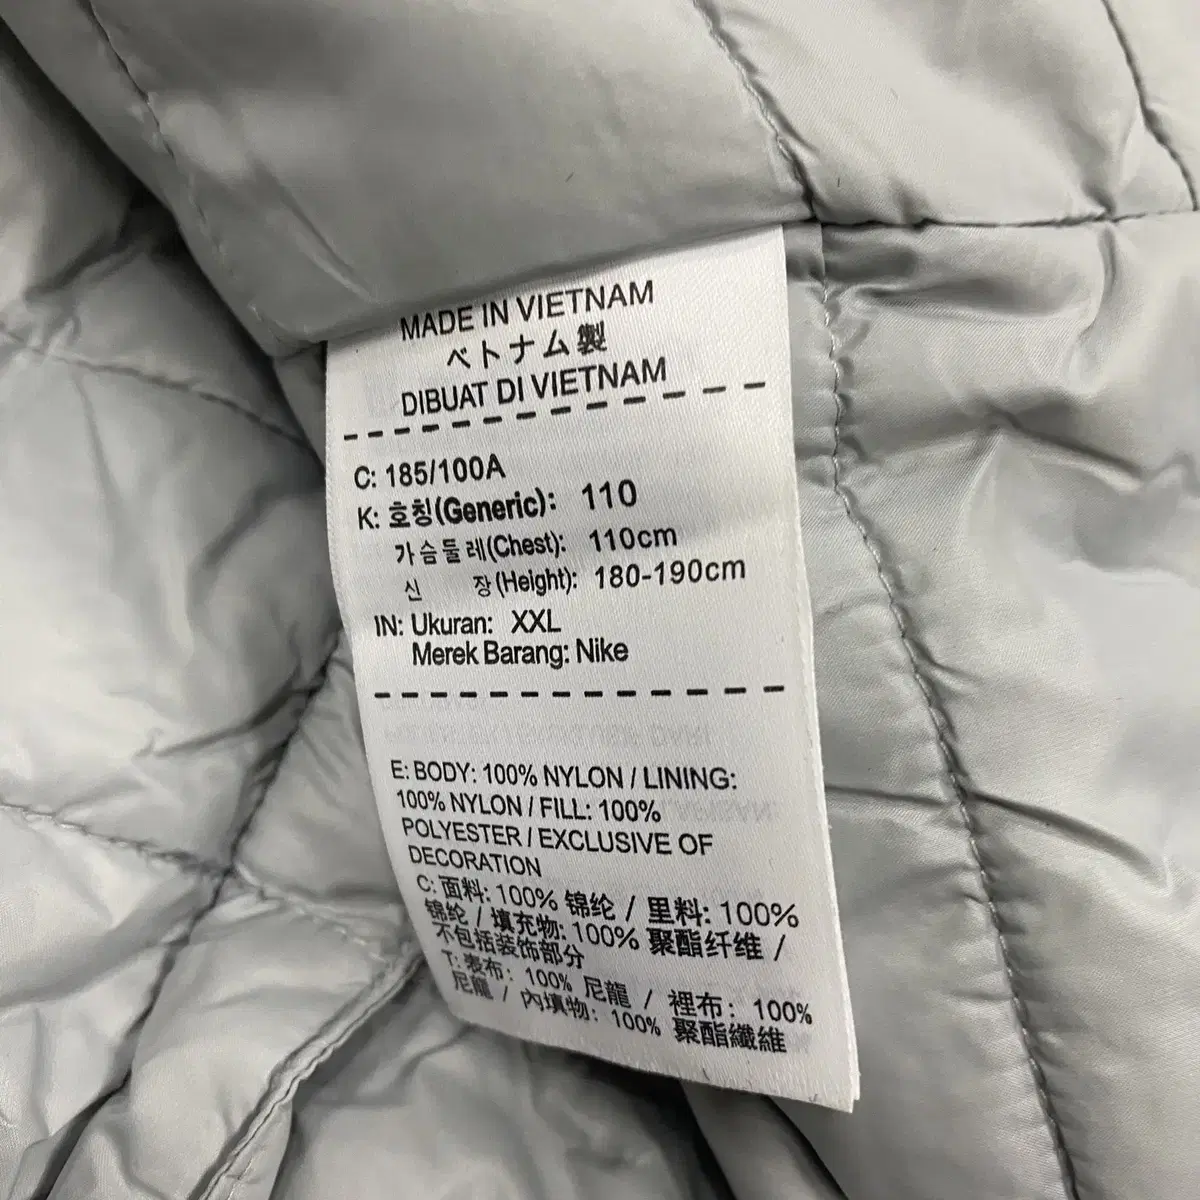 MADE IN VIETNAM
ベトナム製
DIBUAT DI VIETNAM
C: 185/100A
K: 호칭(Generic): 110
가슴둘레(Chest): 110cm
신 장(Height): 180-190cm
IN: Ukuran: XXL
Merek Barang: Nike
E: BODY: 100% NYLON / LINING:
100% NYLON / FILL: 100%
POLYESTER / EXCLUSIVE OF
DECORATION
C: 面料: 100% 锦纶 / 里料: 100%
锦纶 / 填充物: 100% 聚酯纤维 /
不包括装饰部分
T: 表布: 100% 尼龍 / 裡布: 100%
尼龍 / 內填物: 100% 聚酯纖維